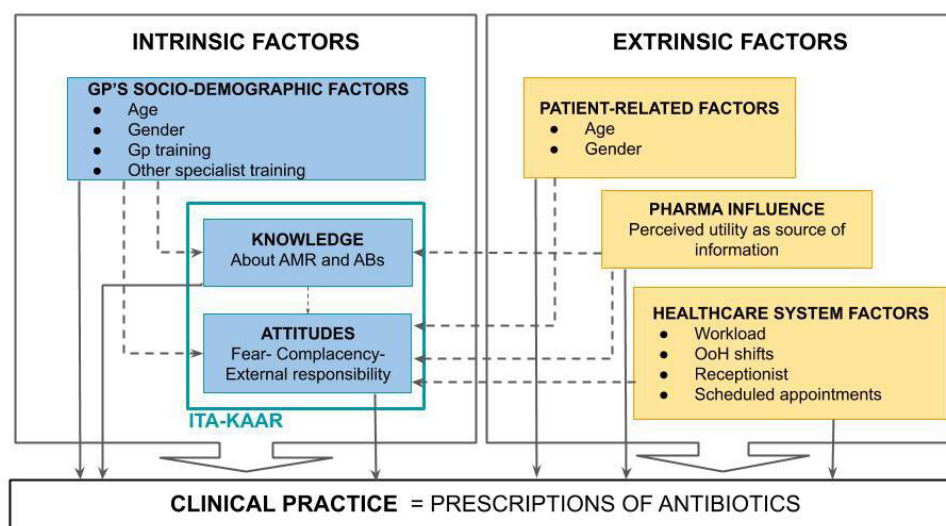 INTRINSIC FACTORS
GP'S SOCIO-DEMOGRAPHIC FACTORS
● Age
● Gender
● Gp training
● Other specialist training
KNOWLEDGE
About AMR and ABs
ATTITUDES
Fear- Complacency-
External responsibility
ITA-KAAR
EXTRINSIC FACTORS
PATIENT-RELATED FACTORS
● Age
● Gender
PHARMA INFLUENCE
Perceived utility as source of
information
HEALTHCARE SYSTEM FACTORS
● Workload
● OoH shifts
● Receptionist
● Scheduled appointments
CLINICAL PRACTICE = PRESCRIPTIONS OF ANTIBIOTICS